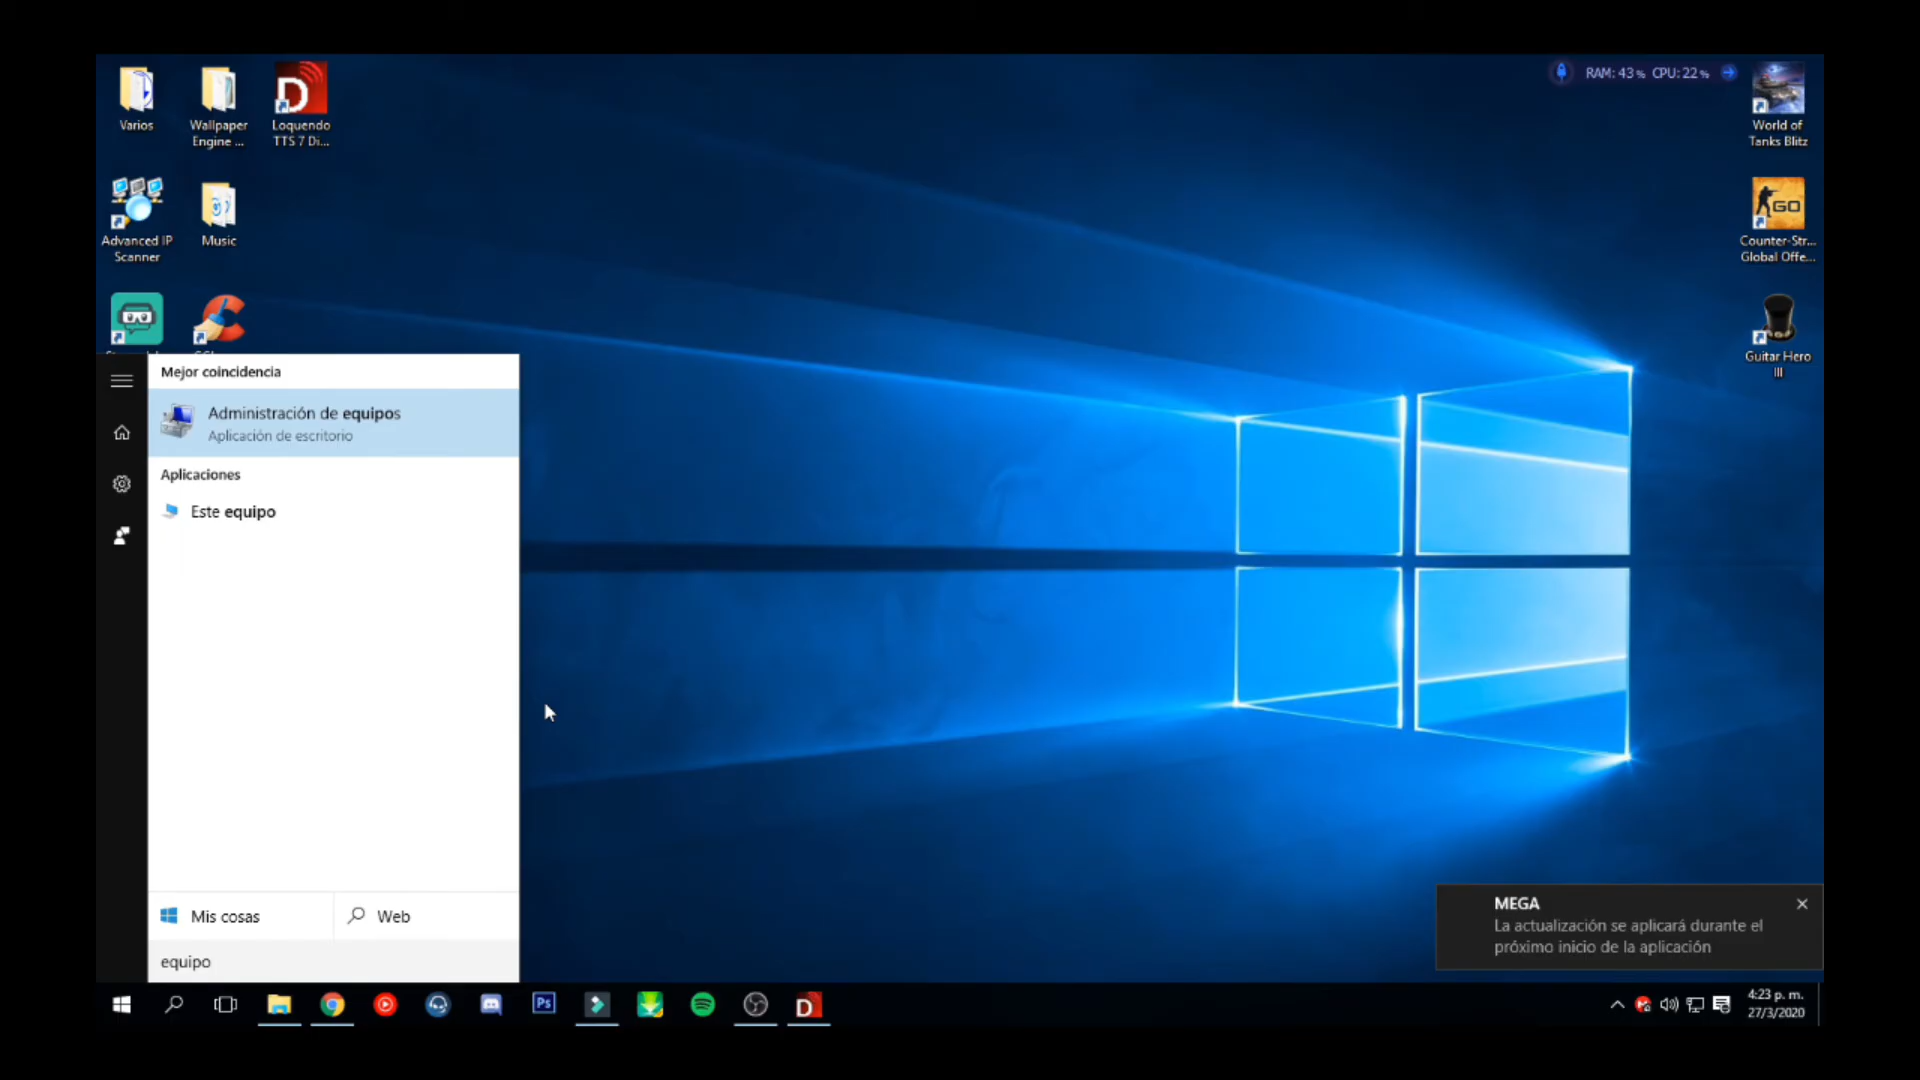 Varios
Wallpaper
Engine ...
Loquendo
TTS 7 Di...
RAM: 43 % CPU: 22 %
World of
Tanks Blitz
Advanced IP
Scanner
Music
GO
Counter-Str...
Global Offe...
Guitar Hero
III
Mejor coincidencia
Administración de equipos
Aplicación de escritorio
Aplicaciones
Este equipo
Mis cosas
Web
equipo
MEGA
La actualización se aplicará durante el
próximo inicio de la aplicación
Ps
D
4:23 p. m.
27/3/2020